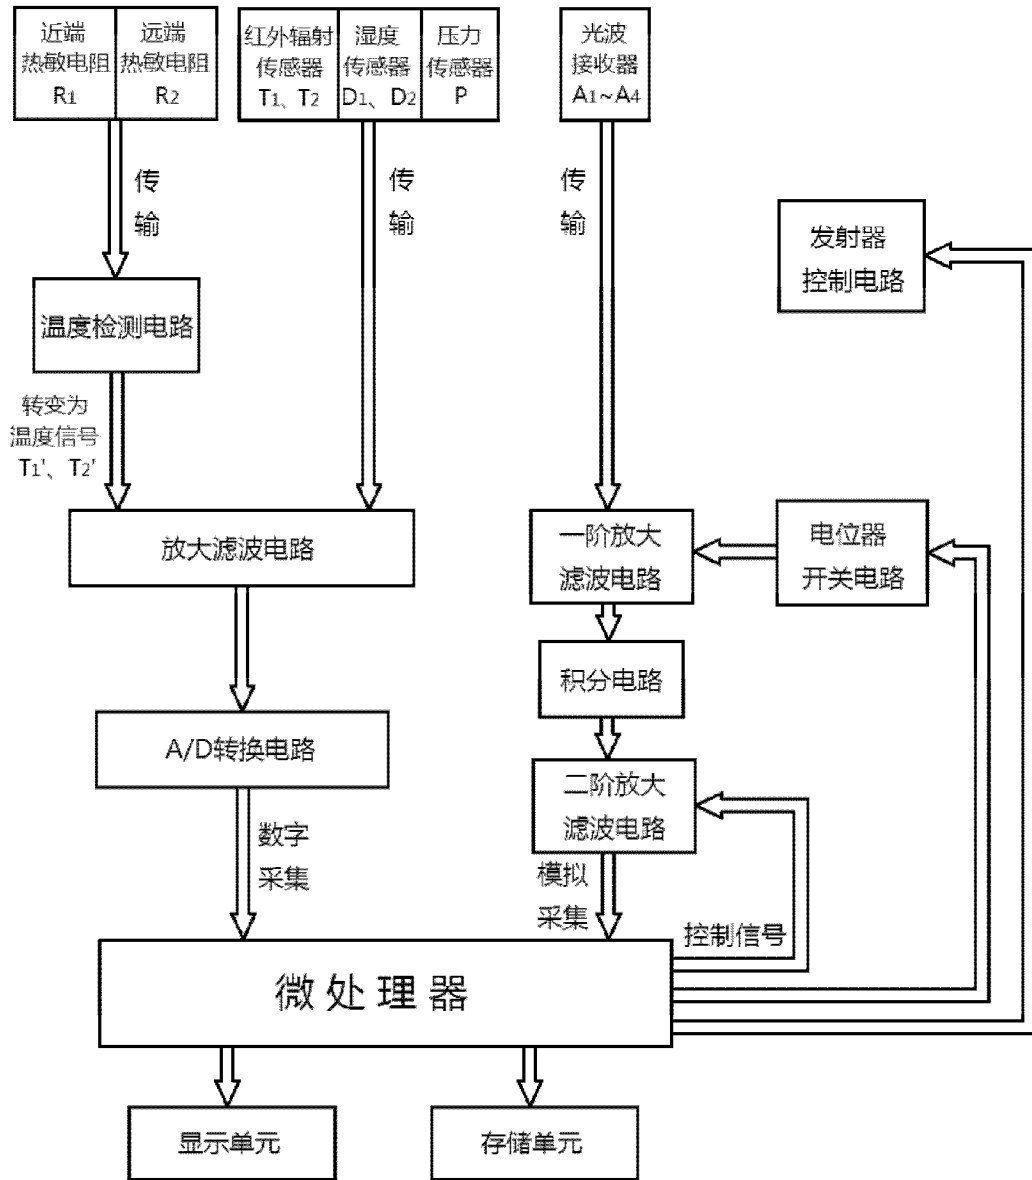 近端
热敏电阻
R1
远端
热敏电阻
R2
红外辐射
传感器
T1、T2
湿度
传感器
D1、D2
压力
传感器
P
光波
接收器
A1~A4
传
输
传
输
传
输
发射器
控制电路
温度检测电路
转变为
温度信号
T1'、T2'
放大滤波电路
一阶放大
滤波电路
电位器
开关电路
积分电路
A/D转换电路
二阶放大
滤波电路
数字
采集
模拟
采集
控制信号
微处理器
显示单元
存储单元